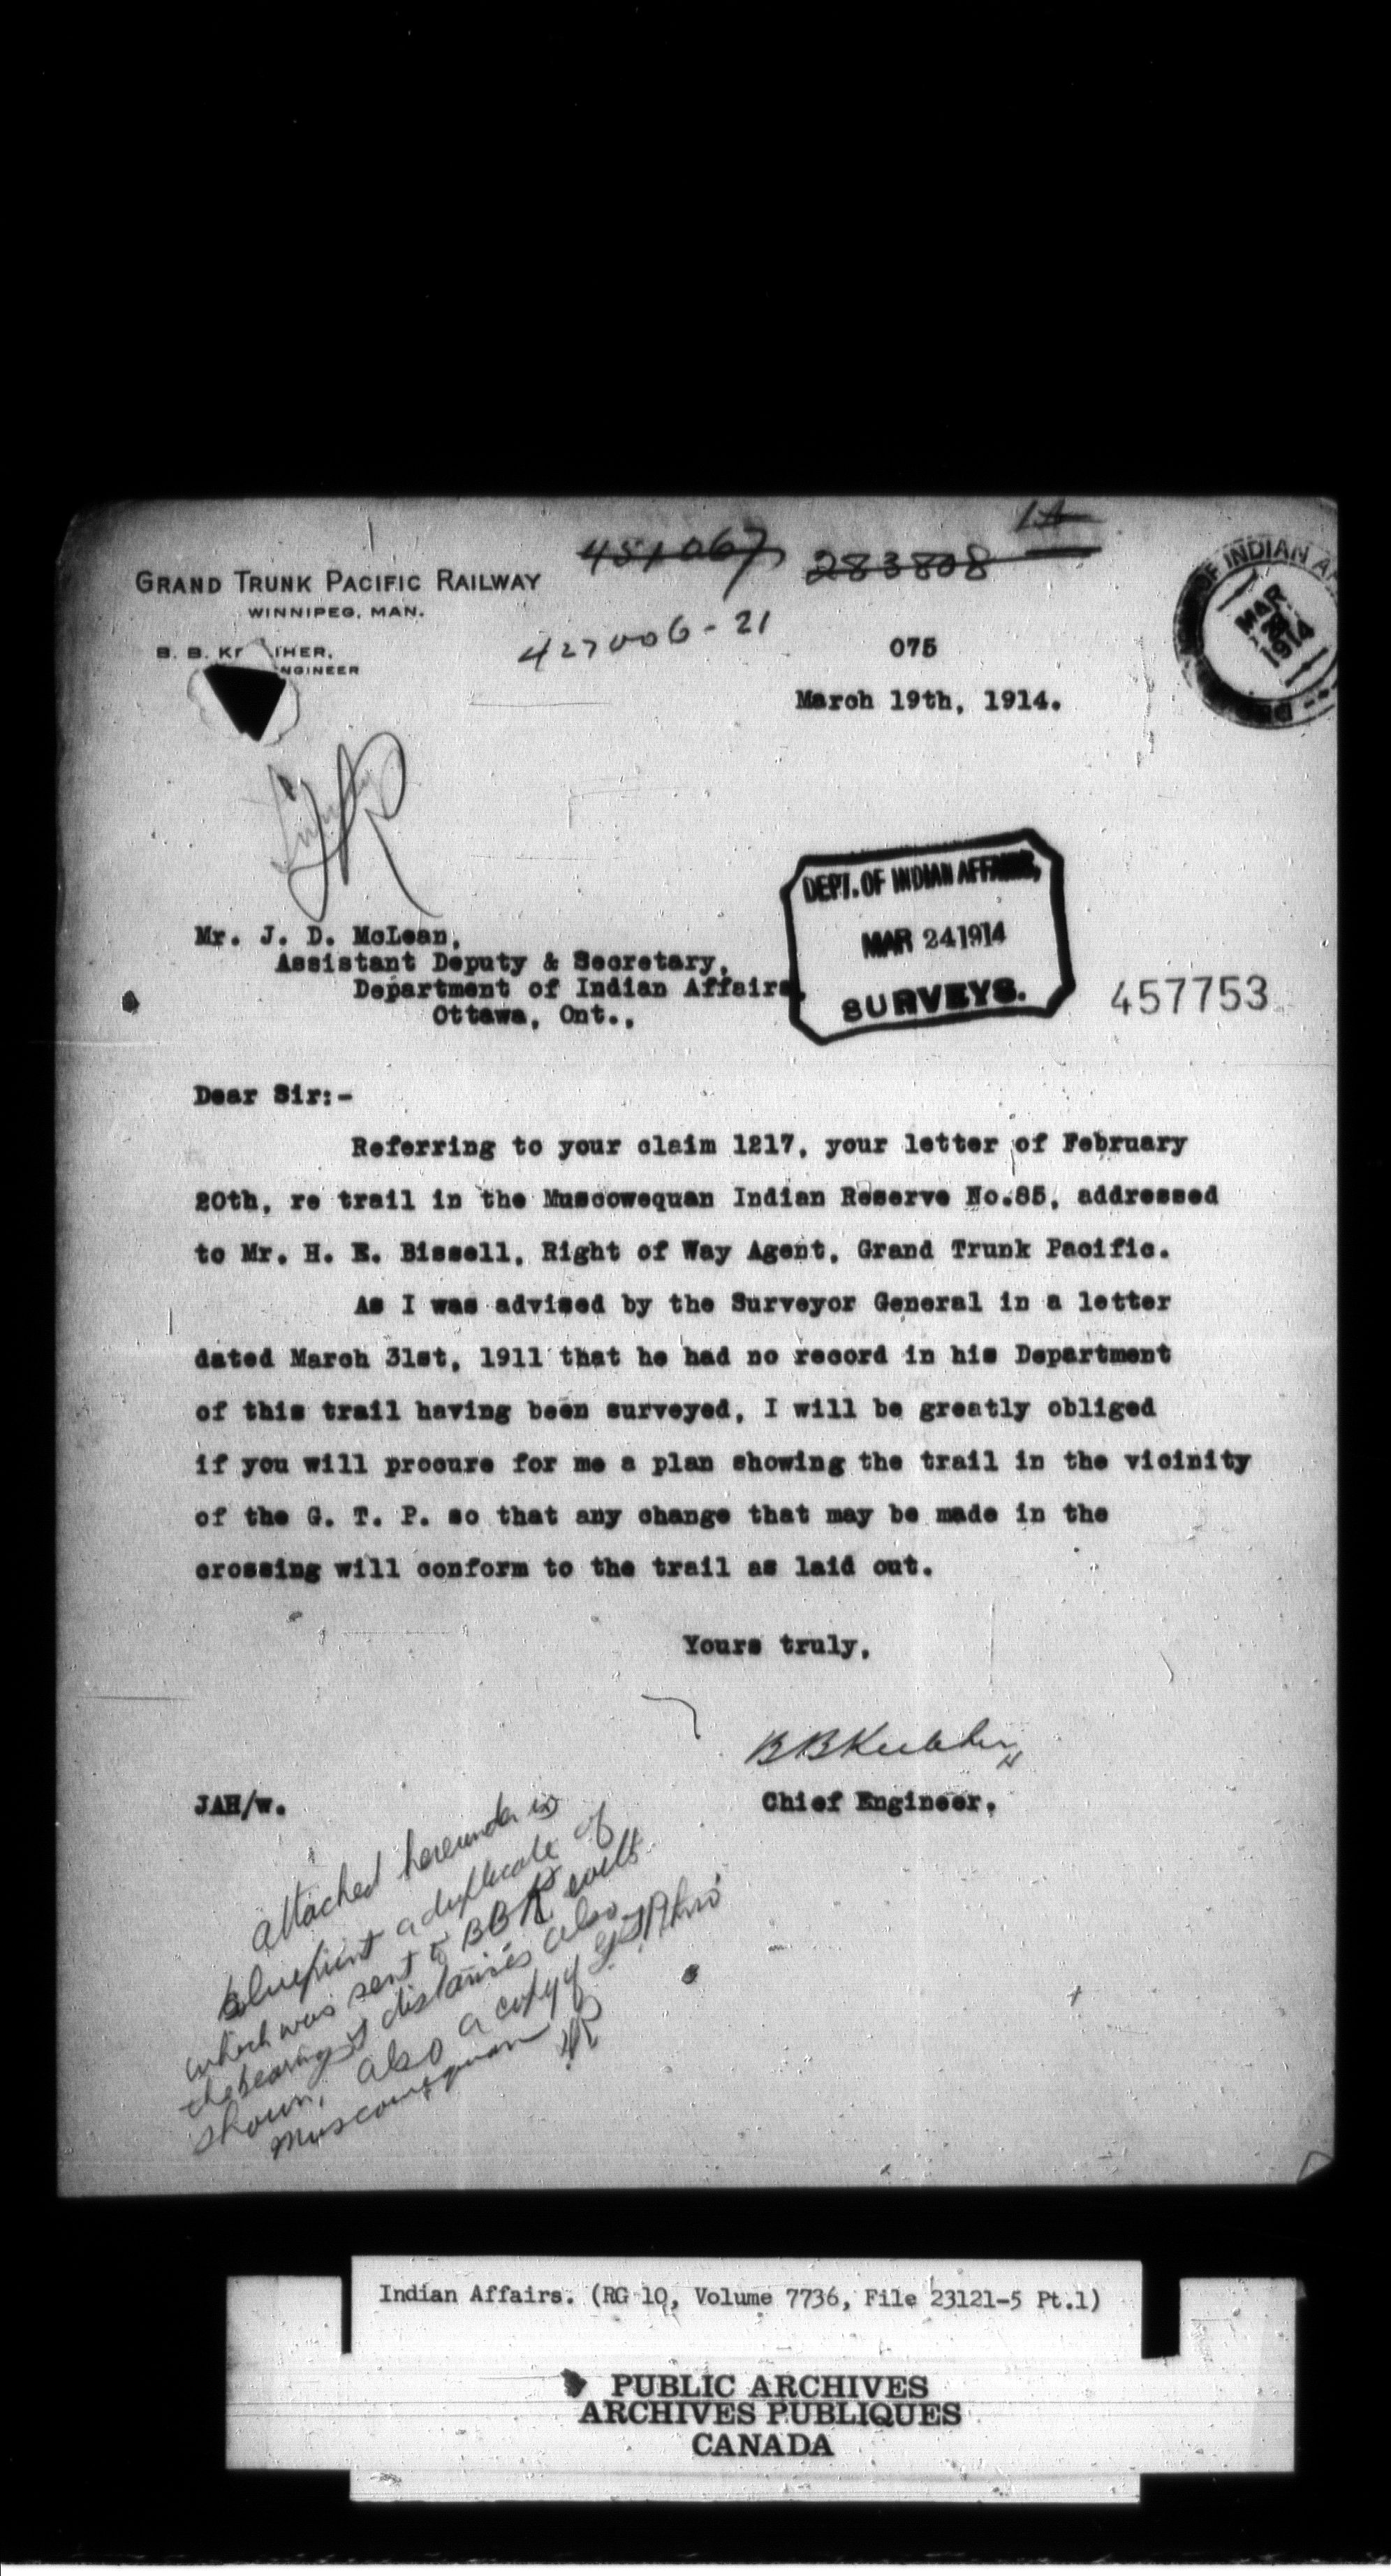 451067
283808
GRAND TRUNK PACIFIC RAILWAY
WINNIPEG, MAN.
427006-21
OF INDIAN
MAR 1914
B. B.
075
March 19th, 1914.
Mr. J. D. McLean,
Assistant Deputy & Secretary,
Department of Indian Affairs,
Ottawa, Ont.,
DEPT. OF INDIAN AFFAIRS,
MAR 24 1914
SURVEYS.
457753
Dear Sir:-
Referring to your claim 1217, your letter of February
20th, re trail in the Muscowequan Indian Reserve No.85, addressed
to Mr. H. E. Bissell, Right of Way Agent, Grand Trunk Pacific.
As I was advised by the Surveyor General in a letter
dated March 31st, 1911 that he had no record in his Department
of this trail having been surveyed, I will be greatly obliged
if you will procure for me a plan showing the trail in the vicinity
of the G. T. P. so that any change that may be made in the
crossing will conform to the trail as laid out.
Yours truly,
Chief Engineer.
JAH/w.
attached hereunder is
blueprint a duplicate of
which was sent to BBK with
the bearings & distances also
shown, also a copy of
Muscowequan
Indian Affairs. (RG 10, Volume 7736, File 23121-5 Pt.1)
PUBLIC ARCHIVES
ARCHIVES PUBLIQUES
CANADA